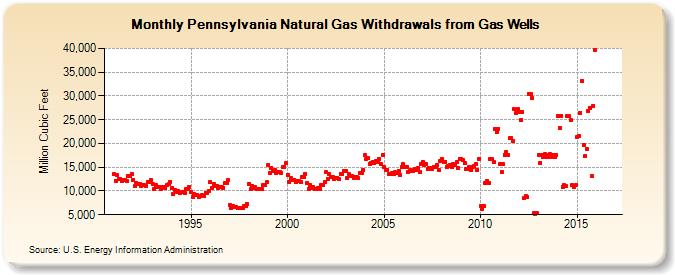 Monthly Pennsylvania Natural Gas Withdrawals from Gas Wells
Million Cubic Feet
40,000
35,000
30,000
25,000
20,000
15,000
10,000
5,000
1995 2000 2005 2010 2015
Source: U.S. Energy Information Administration